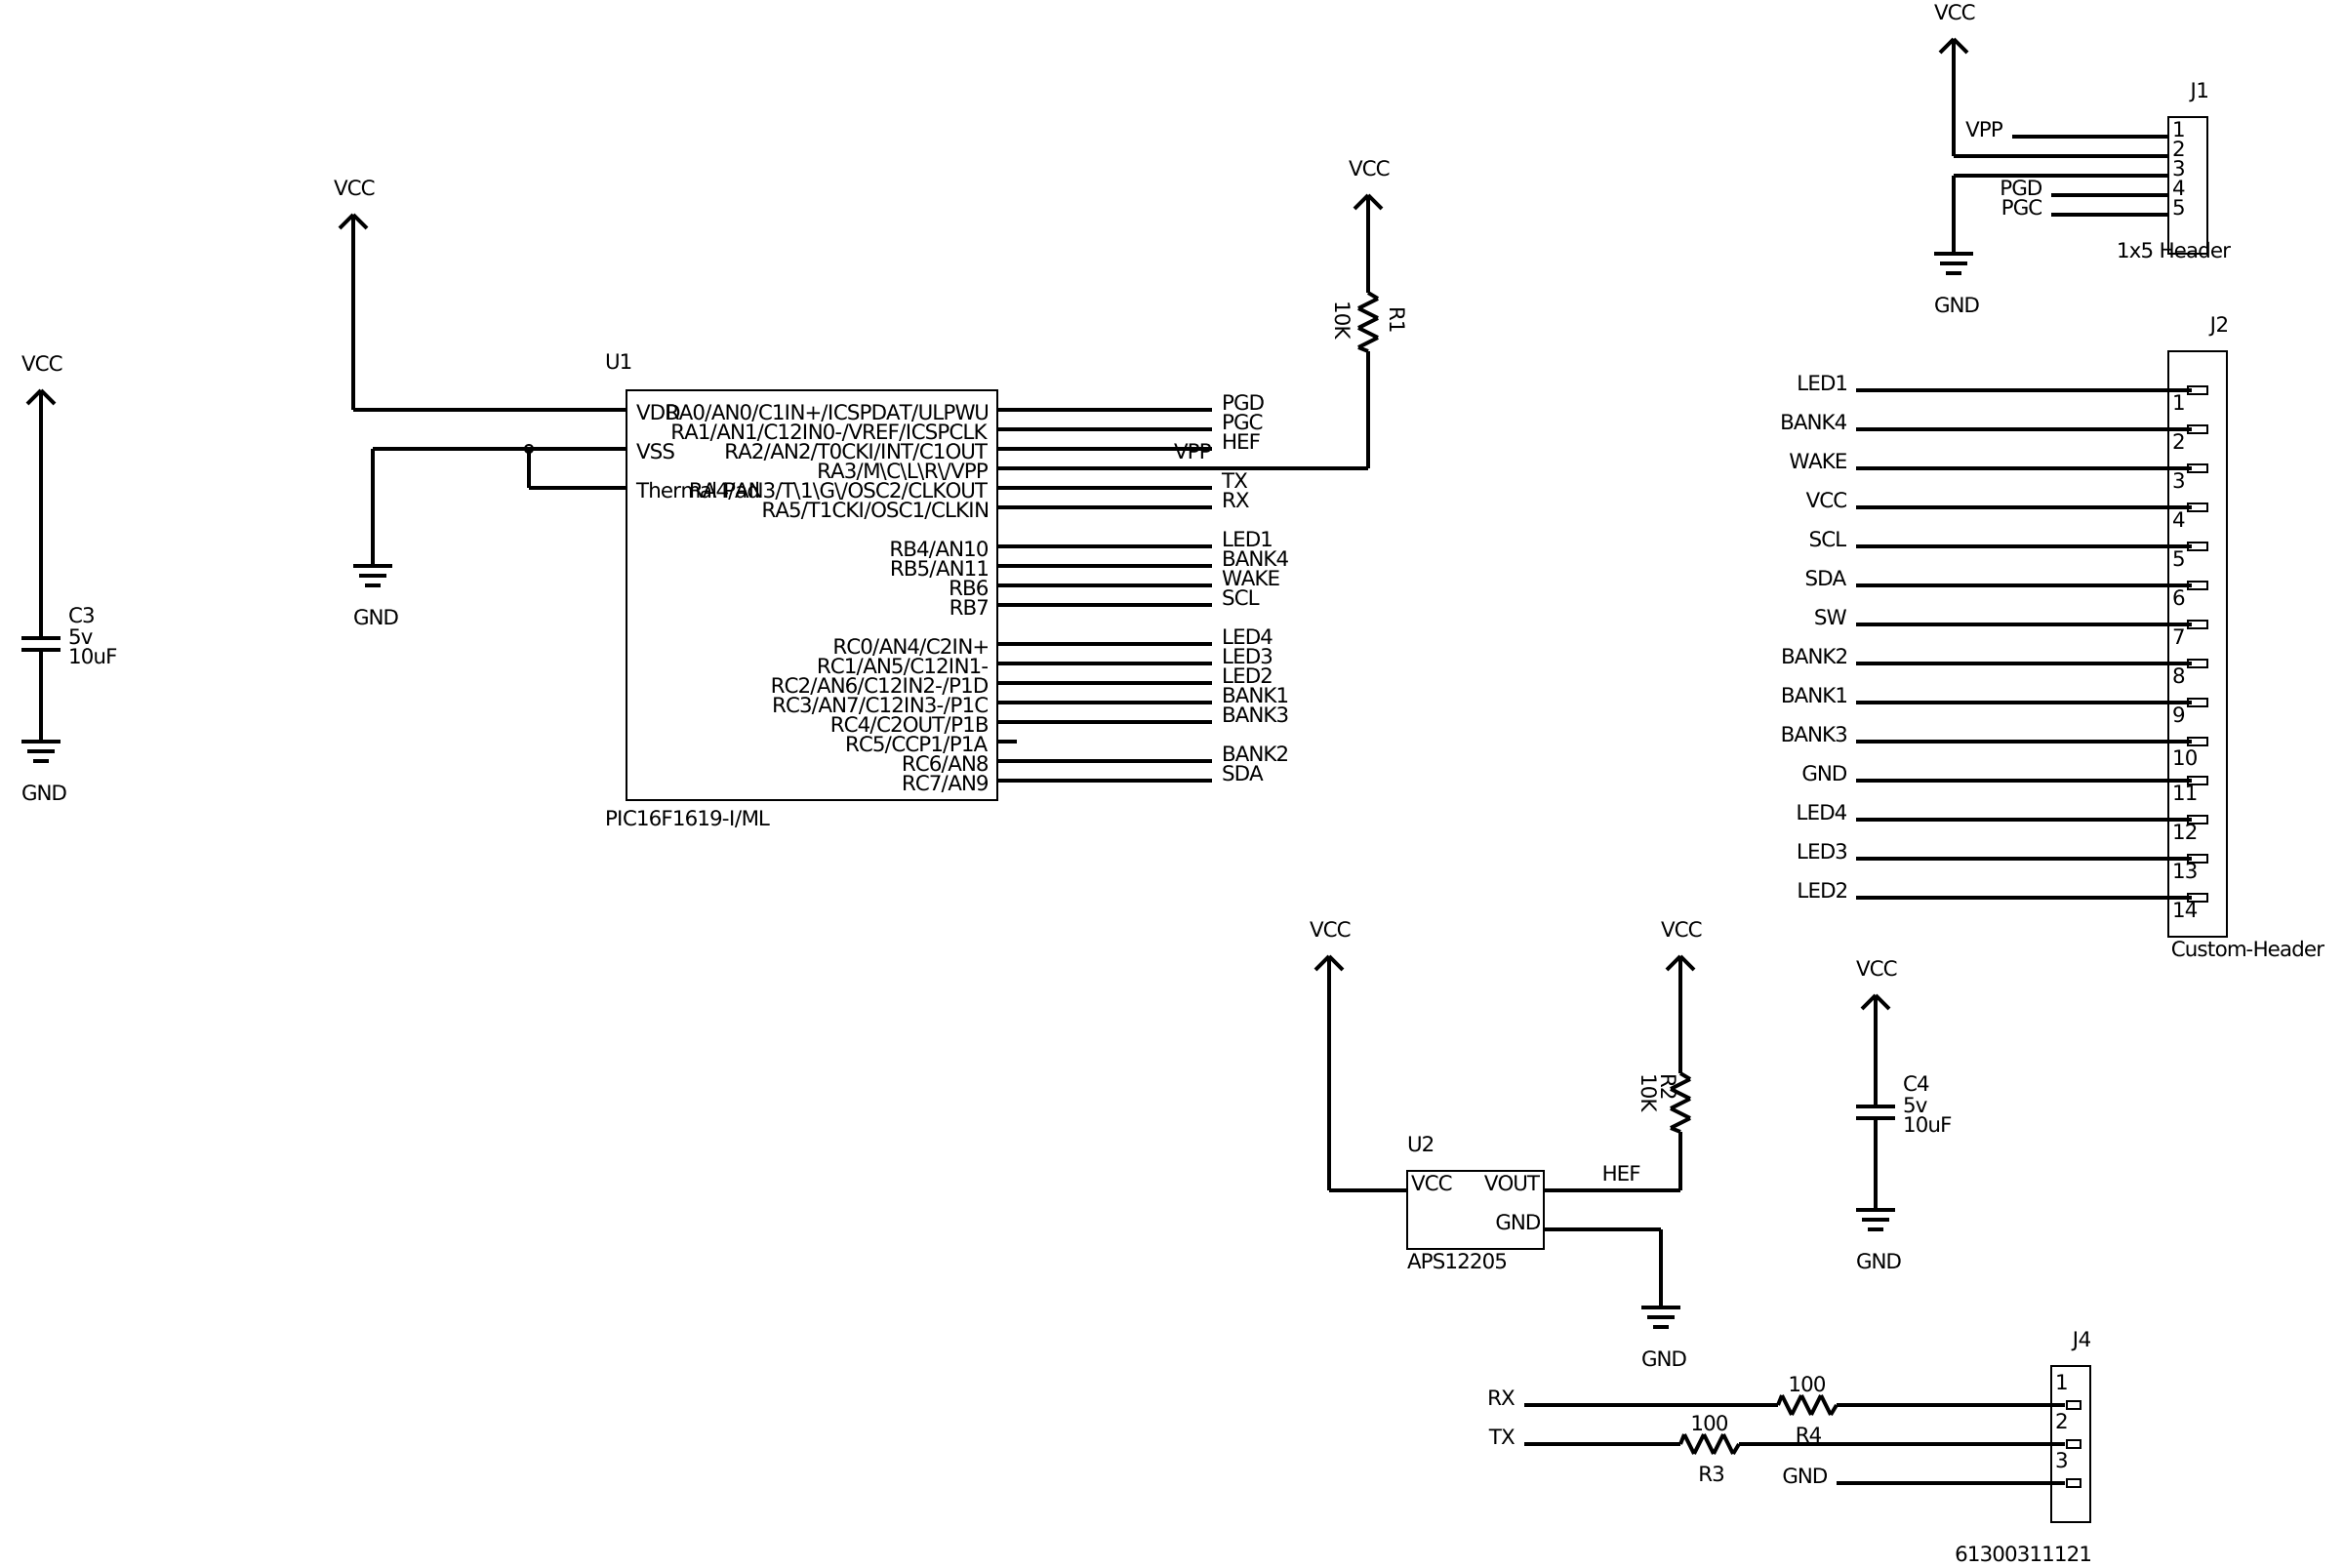 VCC
J1
VPP
1
2
3
4
5
PGD
PGC
1x5 Header
GND
VCC
R1
10K
VCC
VCC
C3
5v
10uF
GND
U1
VDD
VSS
Thermal Pad
RA0/AN0/C1IN+/ICSPDAT/ULPWU
RA1/AN1/C12IN0-/VREF/ICSPCLK
RA2/AN2/T0CKI/INT/C1OUT
RA3/M\C\L\R\/VPP
RA4/AN3/T\1\G\/OSC2/CLKOUT
RA5/T1CKI/OSC1/CLKIN
RB4/AN10
RB5/AN11
RB6
RB7
RC0/AN4/C2IN+
RC1/AN5/C12IN1-
RC2/AN6/C12IN2-/P1D
RC3/AN7/C12IN3-/P1C
RC4/C2OUT/P1B
RC5/CCP1/P1A
RC6/AN8
RC7/AN9
PGD
PGC
HEF
VPP
TX
RX
LED1
BANK4
WAKE
SCL
LED4
LED3
LED2
BANK1
BANK3
BANK2
SDA
GND
PIC16F1619-I/ML
J2
LED1
1
BANK4
2
WAKE
3
VCC
4
SCL
5
SDA
6
SW
7
BANK2
8
BANK1
9
BANK3
10
GND
11
LED4
12
LED3
13
LED2
14
Custom-Header
VCC
VCC
R2
10K
U2
VCC
VOUT
GND
HEF
APS12205
GND
VCC
C4
5v
10uF
GND
J4
RX
100
R4
1
TX
100
R3
2
GND
3
61300311121